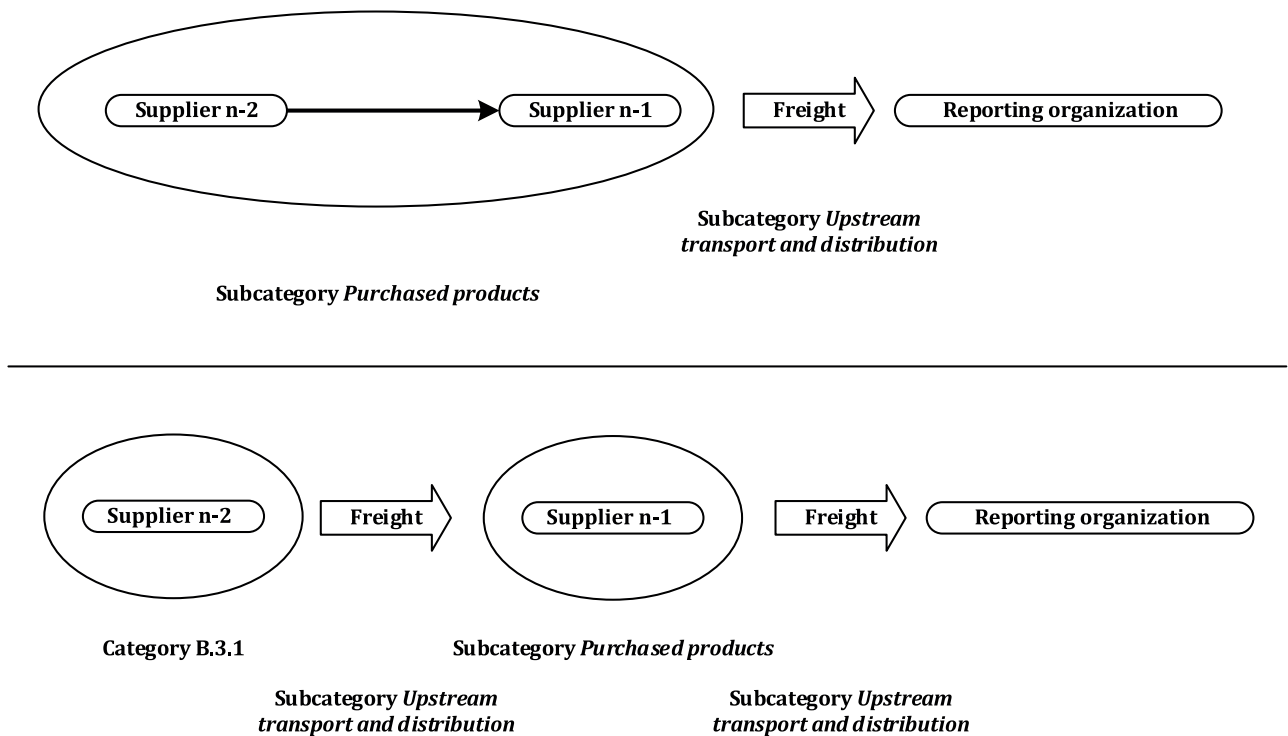 Supplier n-2
Supplier n-1
Freight
Reporting organization
Subcategory Upstream
transport and distribution
Subcategory Purchased products
Supplier n-2
Freight
Supplier n-1
Freight
Reporting organization
Category B.3.1
Subcategory Purchased products
Subcategory Upstream
transport and distribution
Subcategory Upstream
transport and distribution